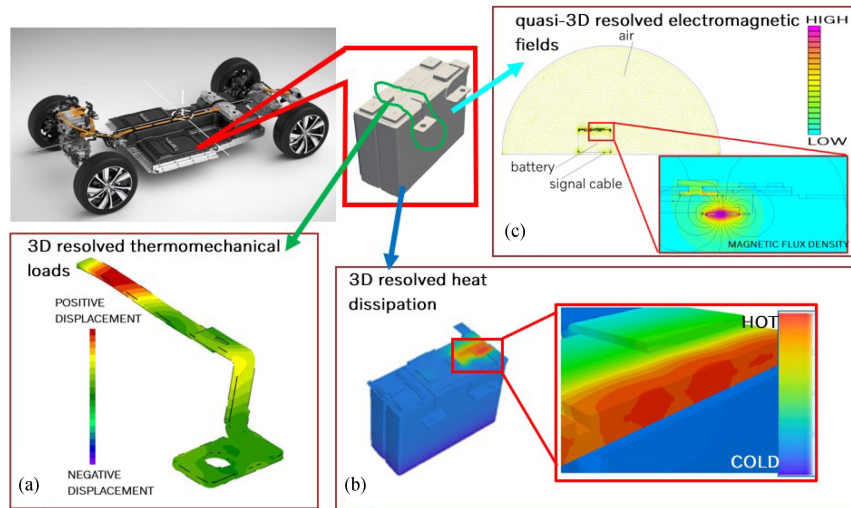 quasi-3D resolved electromagnetic
fields
HIGH
air
LOW
battery
signal cable
(c)
MAGNETIC FLUX DENSITY
3D resolved thermomechanical
loads
POSITIVE
DISPLACEMENT
NEGATIVE
DISPLACEMENT
(a)
3D resolved heat
dissipation
HOT
COLD
(b)